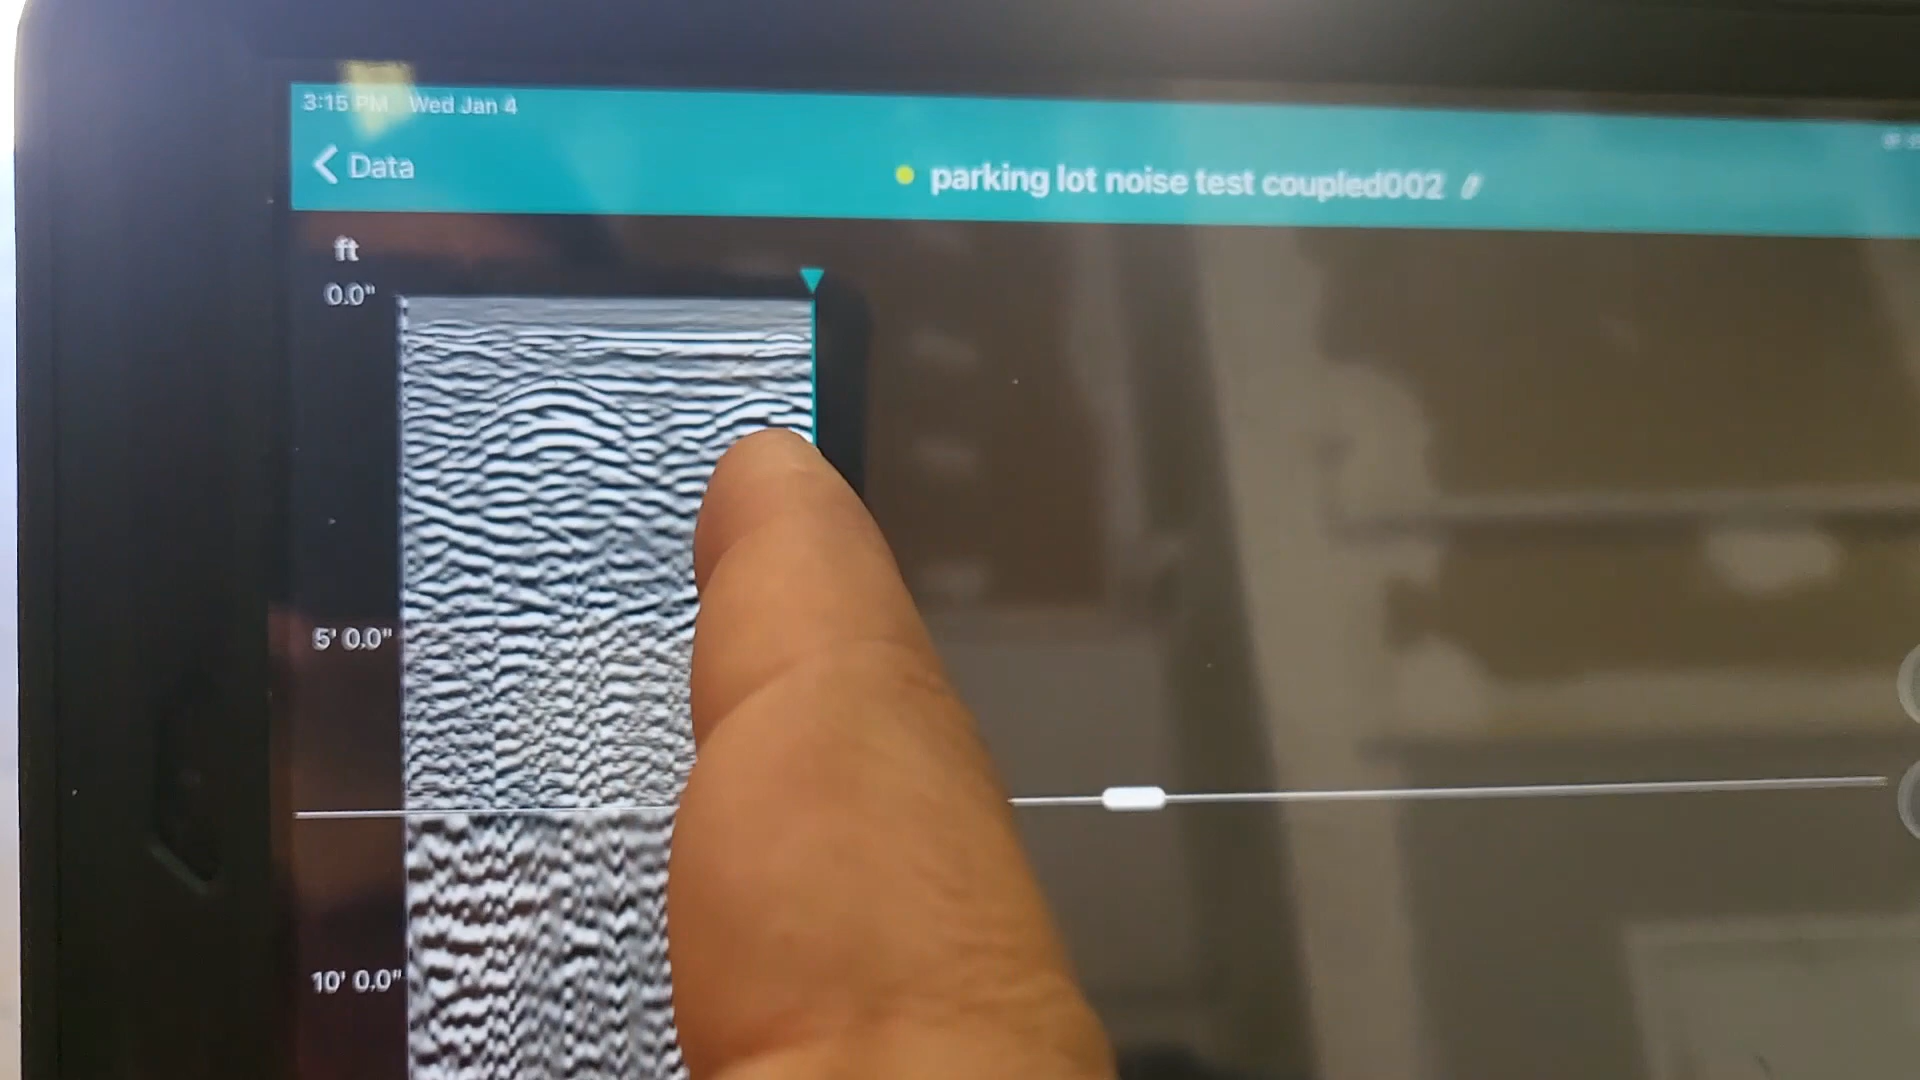 3:15 PM Wed Jan 4
Data
parking lot noise test coupled002
ft
0.0"
5' 0.0"
10' 0.0"